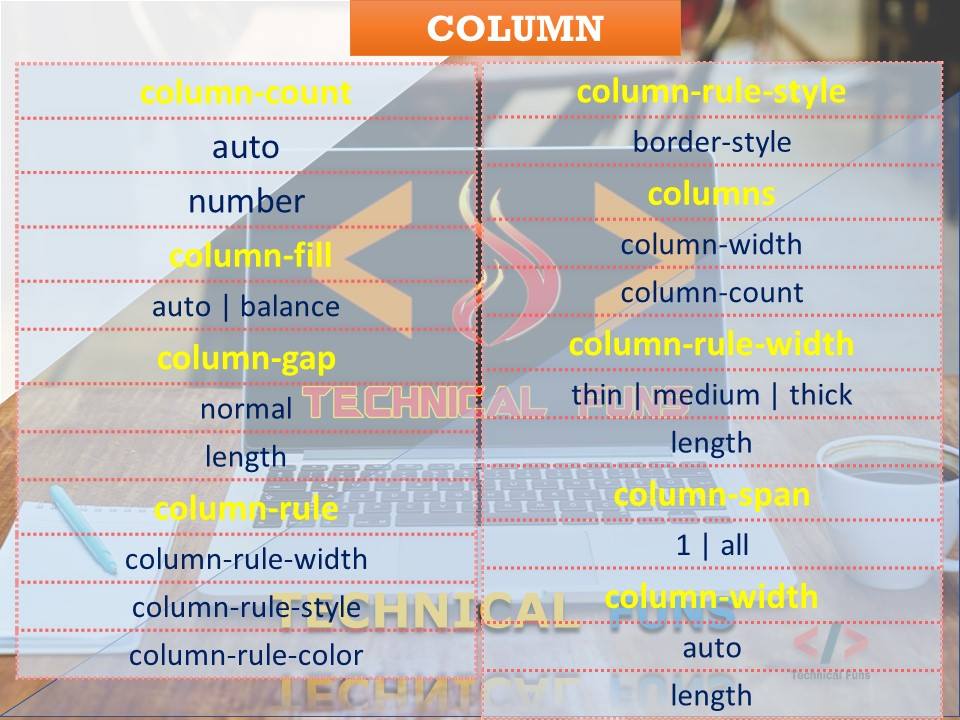 COLUMN
column-count
auto
number
column-fill
auto | balance
column-gap
normal
length
column-rule
column-rule-width
column-rule-style
column-rule-color
column-rule-style
border-style
columns
column-width
column-count
column-rule-width
thin | medium | thick
length
column-span
1 | all
column-width
auto
length
TECHNICAL FUNS
TECHNICAL FUNS
</>
Technical Funs